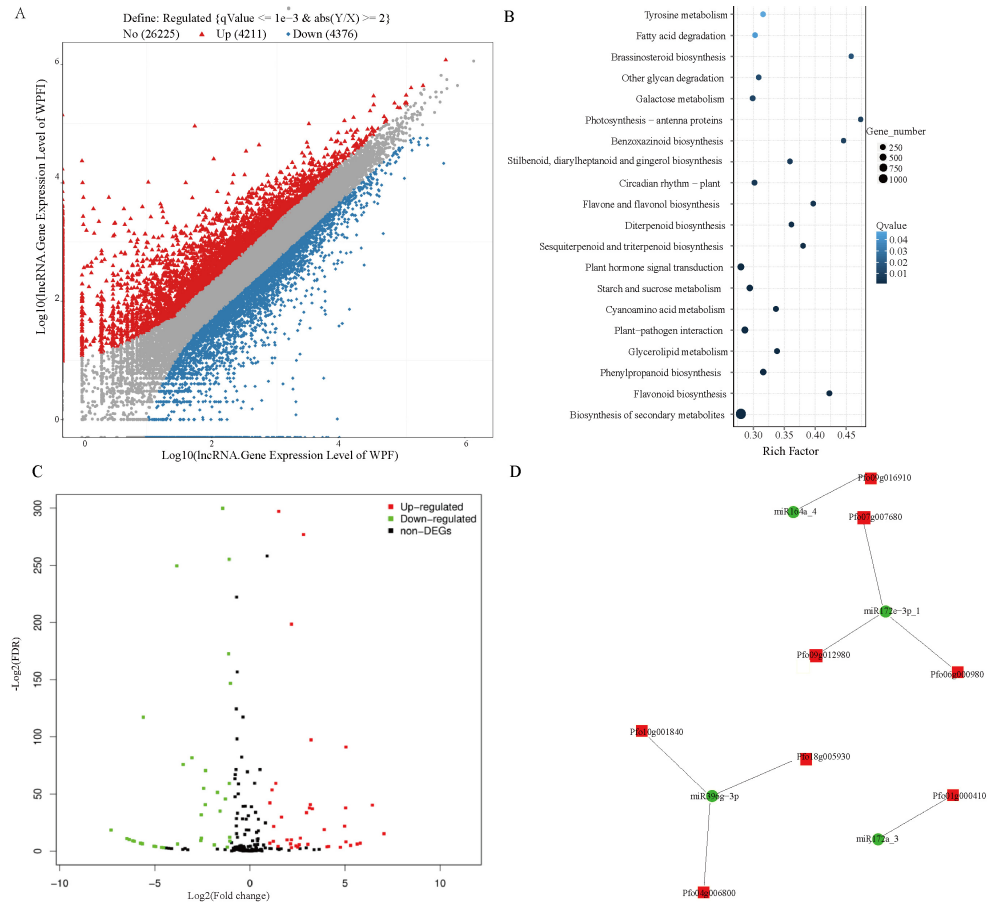 A
Define: Regulated {qValue <= 1e−3 & abs(Y/X) >= 2}
No (26225) Up (4211) Down (4376)
Log10(lncRNA.Gene Expression Level of WPFI)
6
4
2
0
0 2 4 6
Log10(lncRNA.Gene Expression Level of WPF)
B
Tyrosine metabolism
Fatty acid degradation
Brassinosteroid biosynthesis
Other glycan degradation
Galactose metabolism
Photosynthesis − antenna proteins
Benzoxazinoid biosynthesis
Stilbenoid, diarylheptanoid and gingerol biosynthesis
Circadian rhythm − plant
Flavone and flavonol biosynthesis
Diterpenoid biosynthesis
Sesquiterpenoid and triterpenoid biosynthesis
Plant hormone signal transduction
Starch and sucrose metabolism
Cyanoamino acid metabolism
Plant−pathogen interaction
Glycerolipid metabolism
Phenylpropanoid biosynthesis
Flavonoid biosynthesis
Biosynthesis of secondary metabolites
0.30 0.35 0.40 0.45
Rich Factor
Gene_number
250
500
750
1000
Qvalue
0.04
0.03
0.02
0.01
C
Up−regulated
Down−regulated
non−DEGs
-Log2(FDR)
300
250
200
150
100
50
0
−10 −5 0 5 10
Log2(Fold change)
D
Pfo09g016910
miR164a_4
Pfo07g007680
miR172e−3p_1
Pfo09g012980
Pfo06g000980
Pfo10g001840
Pfo18g005930
miR396g−3p
Pfo01g000410
miR172a_3
Pfo04g006800